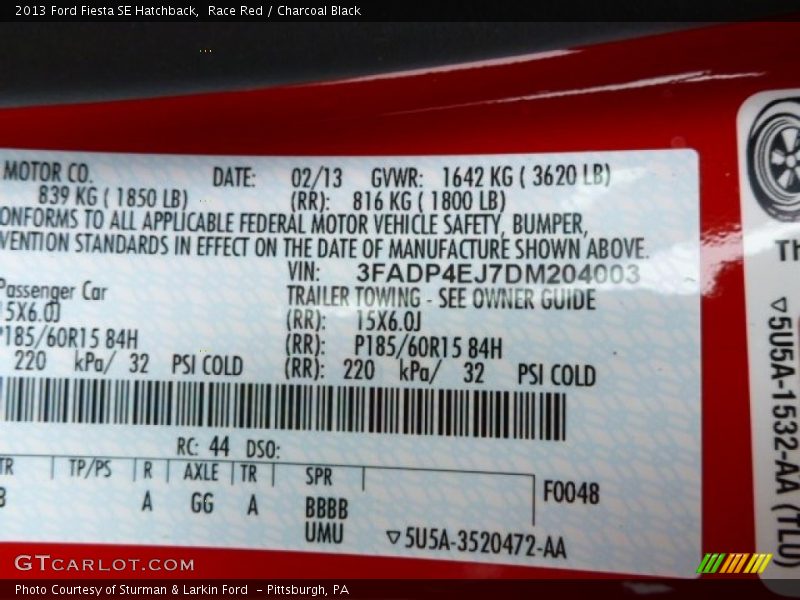 2013 Ford Fiesta SE Hatchback,  Race Red / Charcoal Black
MOTOR CO. DATE: 02/13 GVWR: 1642 KG ( 3620 LB)
839 KG ( 1850 LB) (RR): 816 KG ( 1800 LB)
ONFORMS TO ALL APPLICABLE FEDERAL MOTOR VEHICLE SAFETY, BUMPER,
VENTION STANDARDS IN EFFECT ON THE DATE OF MANUFACTURE SHOWN ABOVE.
VIN: 3FADP4EJ7DM204003
Passenger Car TRAILER TOWING - SEE OWNER GUIDE
15X6.0J (RR): 15X6.0J
P185/60R15 84H (RR): P185/60R15 84H
220 kPa/ 32 PSI COLD (RR): 220 kPa/ 32 PSI COLD
RC: 44 DSO:
TR TP/PS R AXLE TR SPR F0048
B A GG A BBBB
UMU ▽5U5A-3520472-AA
Th
▽5U5A-1532-AA (TLU)
GTCARLOT.COM
Photo Courtesy of Sturman & Larkin Ford  - Pittsburgh, PA